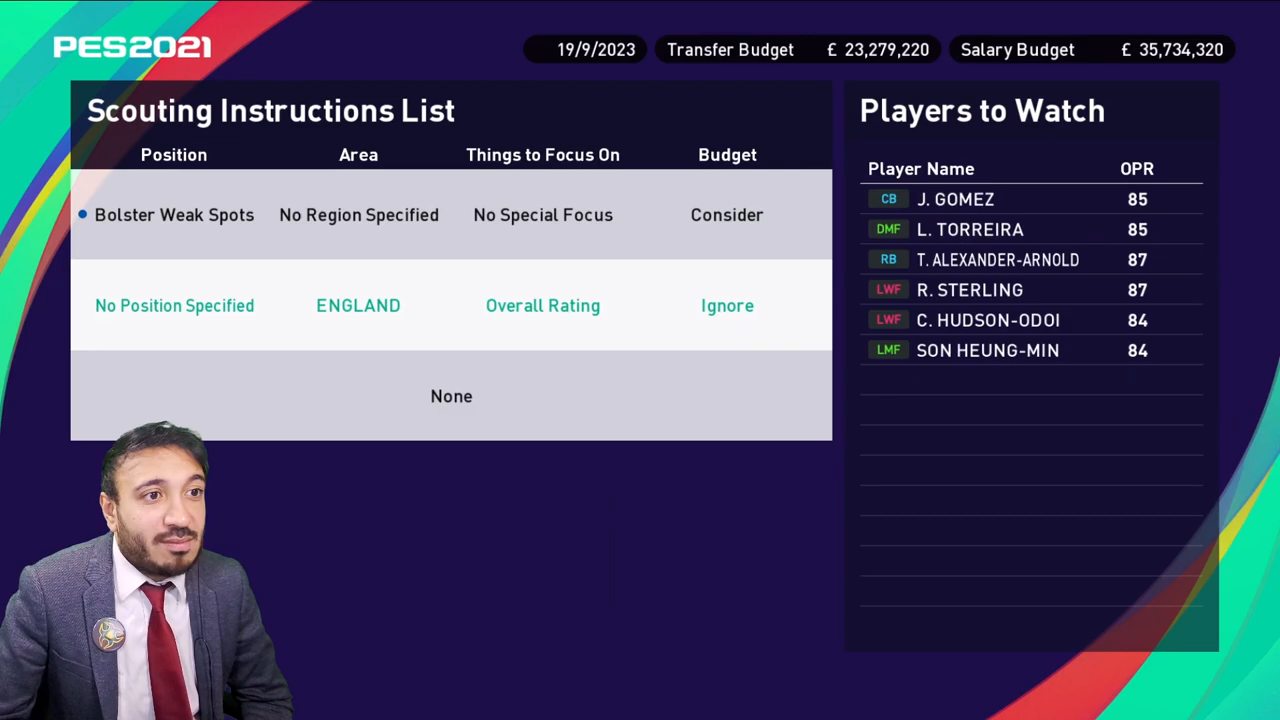 PES2021
19/9/2023 Transfer Budget £ 23,279,220 Salary Budget £ 35,734,320
Scouting Instructions List
Position Area Things to Focus On Budget
Bolster Weak Spots No Region Specified No Special Focus Consider
No Position Specified ENGLAND Overall Rating Ignore
None
Players to Watch
Player Name OPR
CB J. GOMEZ 85
DMF L. TORREIRA 85
RB T. ALEXANDER-ARNOLD 87
LWF R. STERLING 87
LWF C. HUDSON-ODOI 84
LMF SON HEUNG-MIN 84